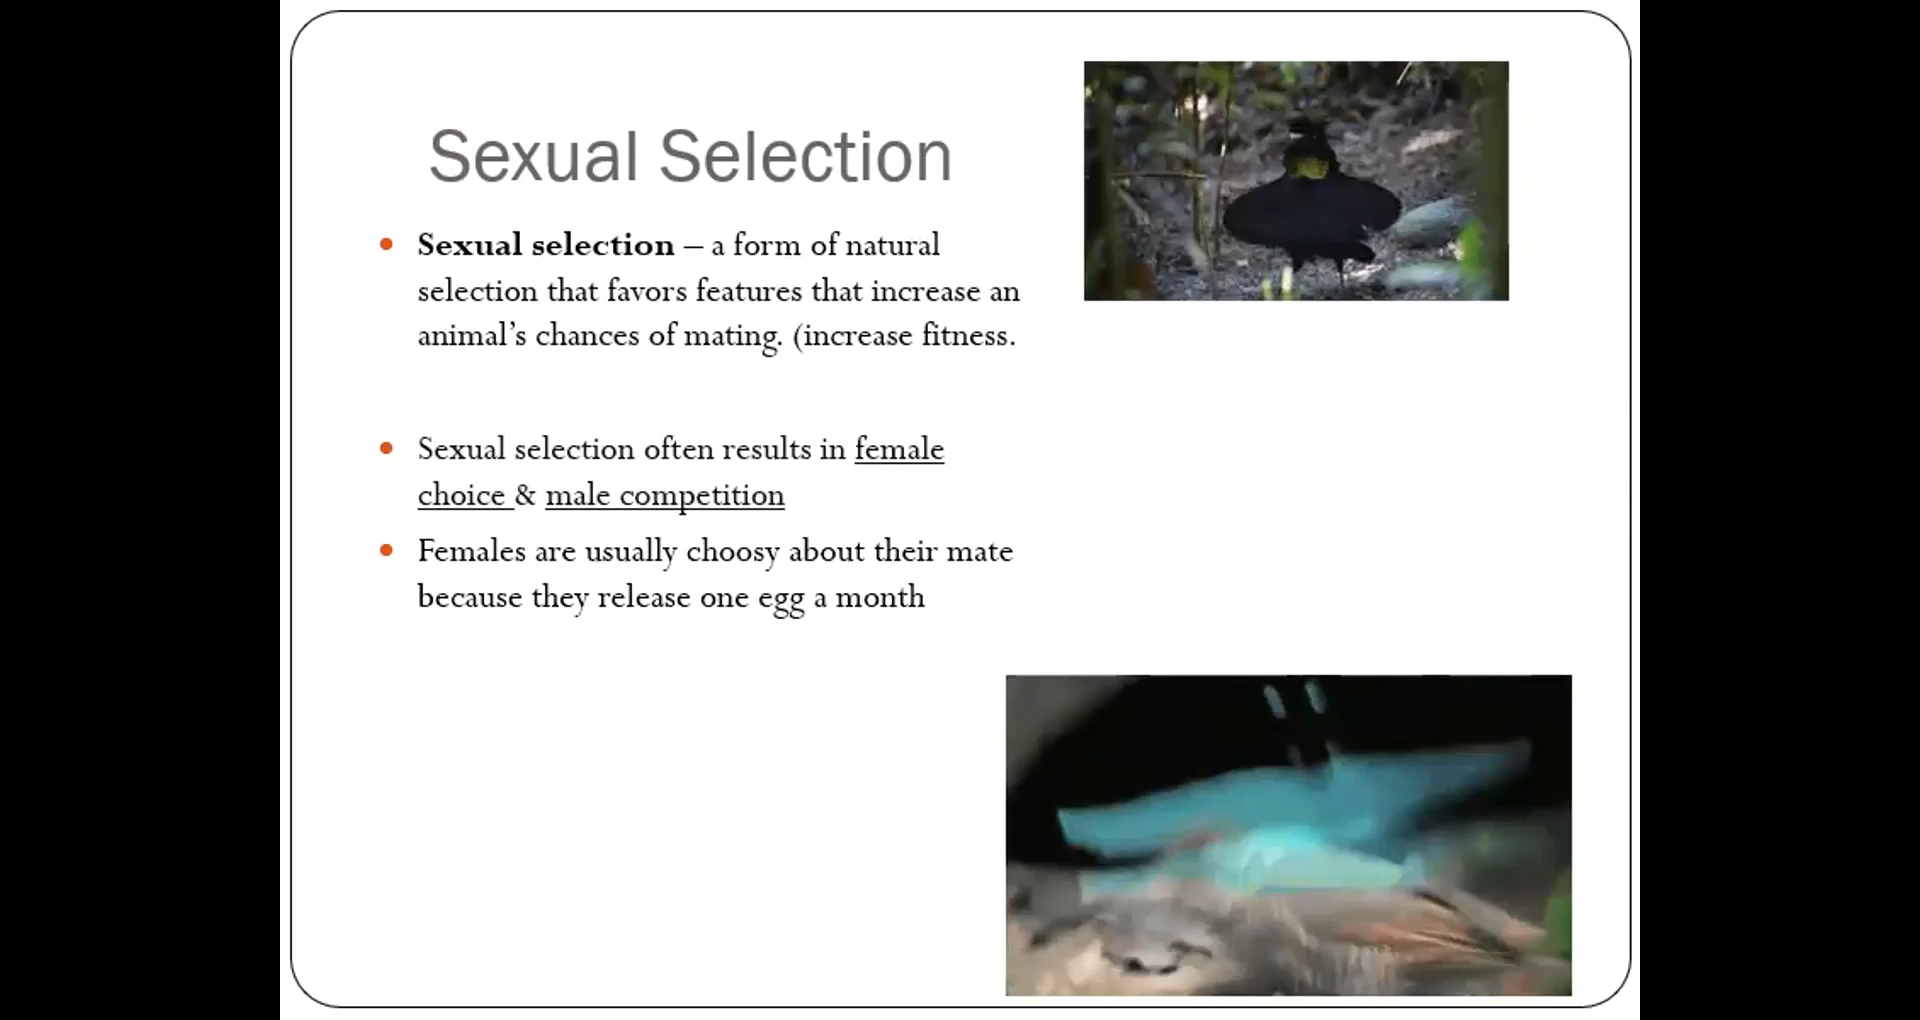 Sexual Selection
Sexual selection – a form of natural
selection that favors features that increase an
animal’s chances of mating. (increase fitness.
Sexual selection often results in female
choice & male competition
Females are usually choosy about their mate
because they release one egg a month